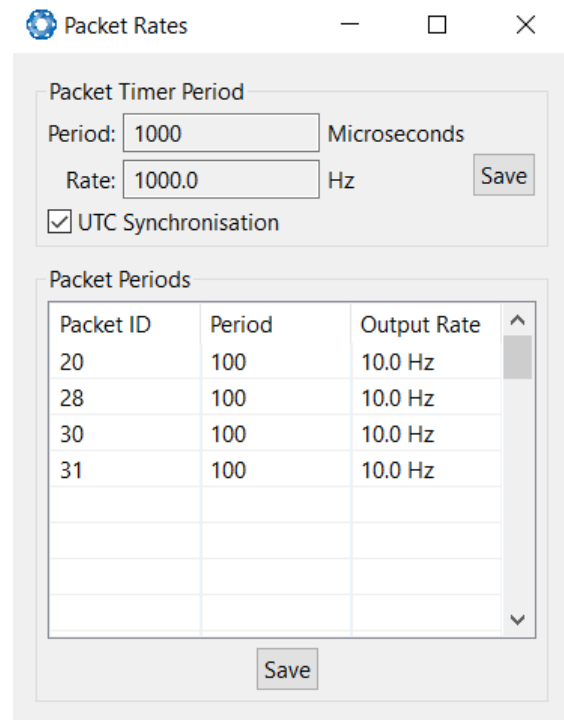 Packet Rates
Packet Timer Period
Period: 1000 Microseconds
Rate: 1000.0 Hz Save
UTC Synchronisation
Packet Periods
Packet ID Period Output Rate
20 100 10.0 Hz
28 100 10.0 Hz
30 100 10.0 Hz
31 100 10.0 Hz
Save